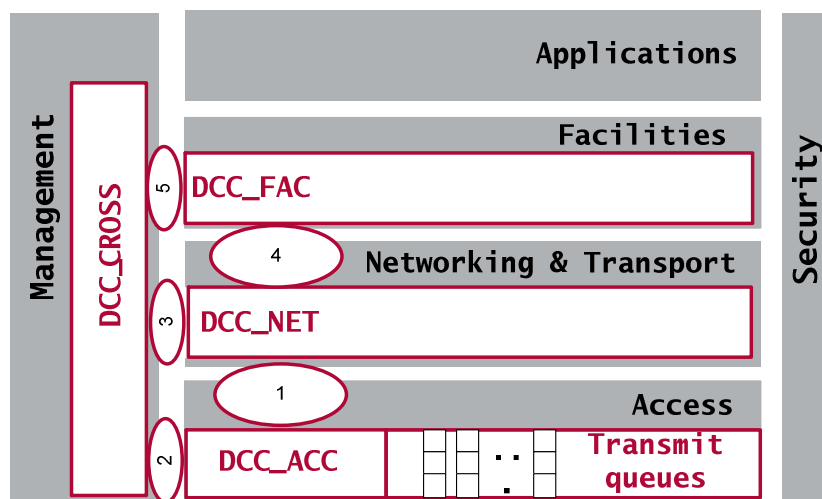 Applications
Facilities
Management
DCC_CROSS
5
DCC_FAC
Security
4
Networking & Transport
3
DCC_NET
1
Access
2
DCC_ACC
Transmit
queues